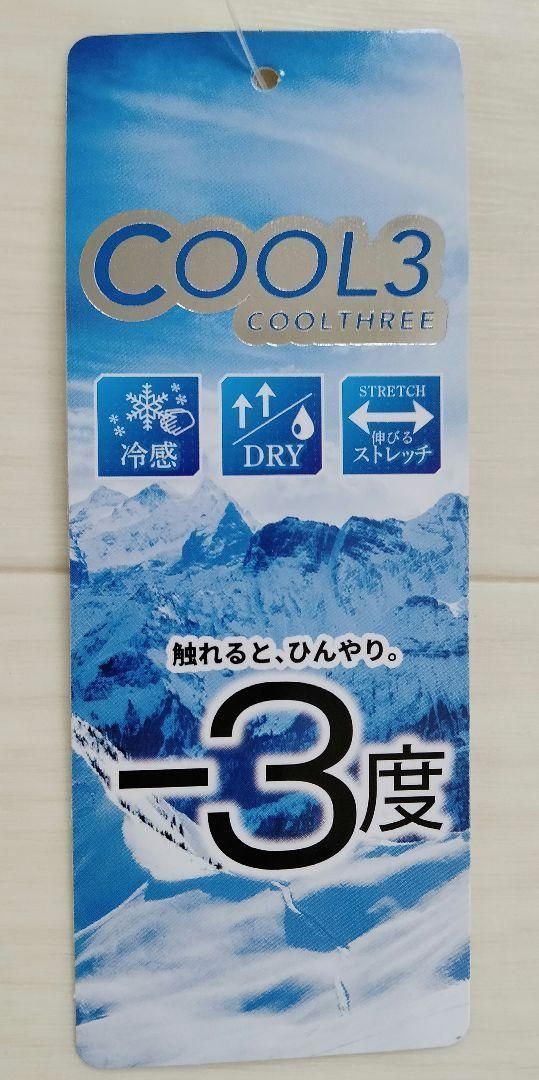 COOL3
COOLTHREE
冷感
DRY
STRETCH
伸びる
ストレッチ
触れると、ひんやり。
-3度